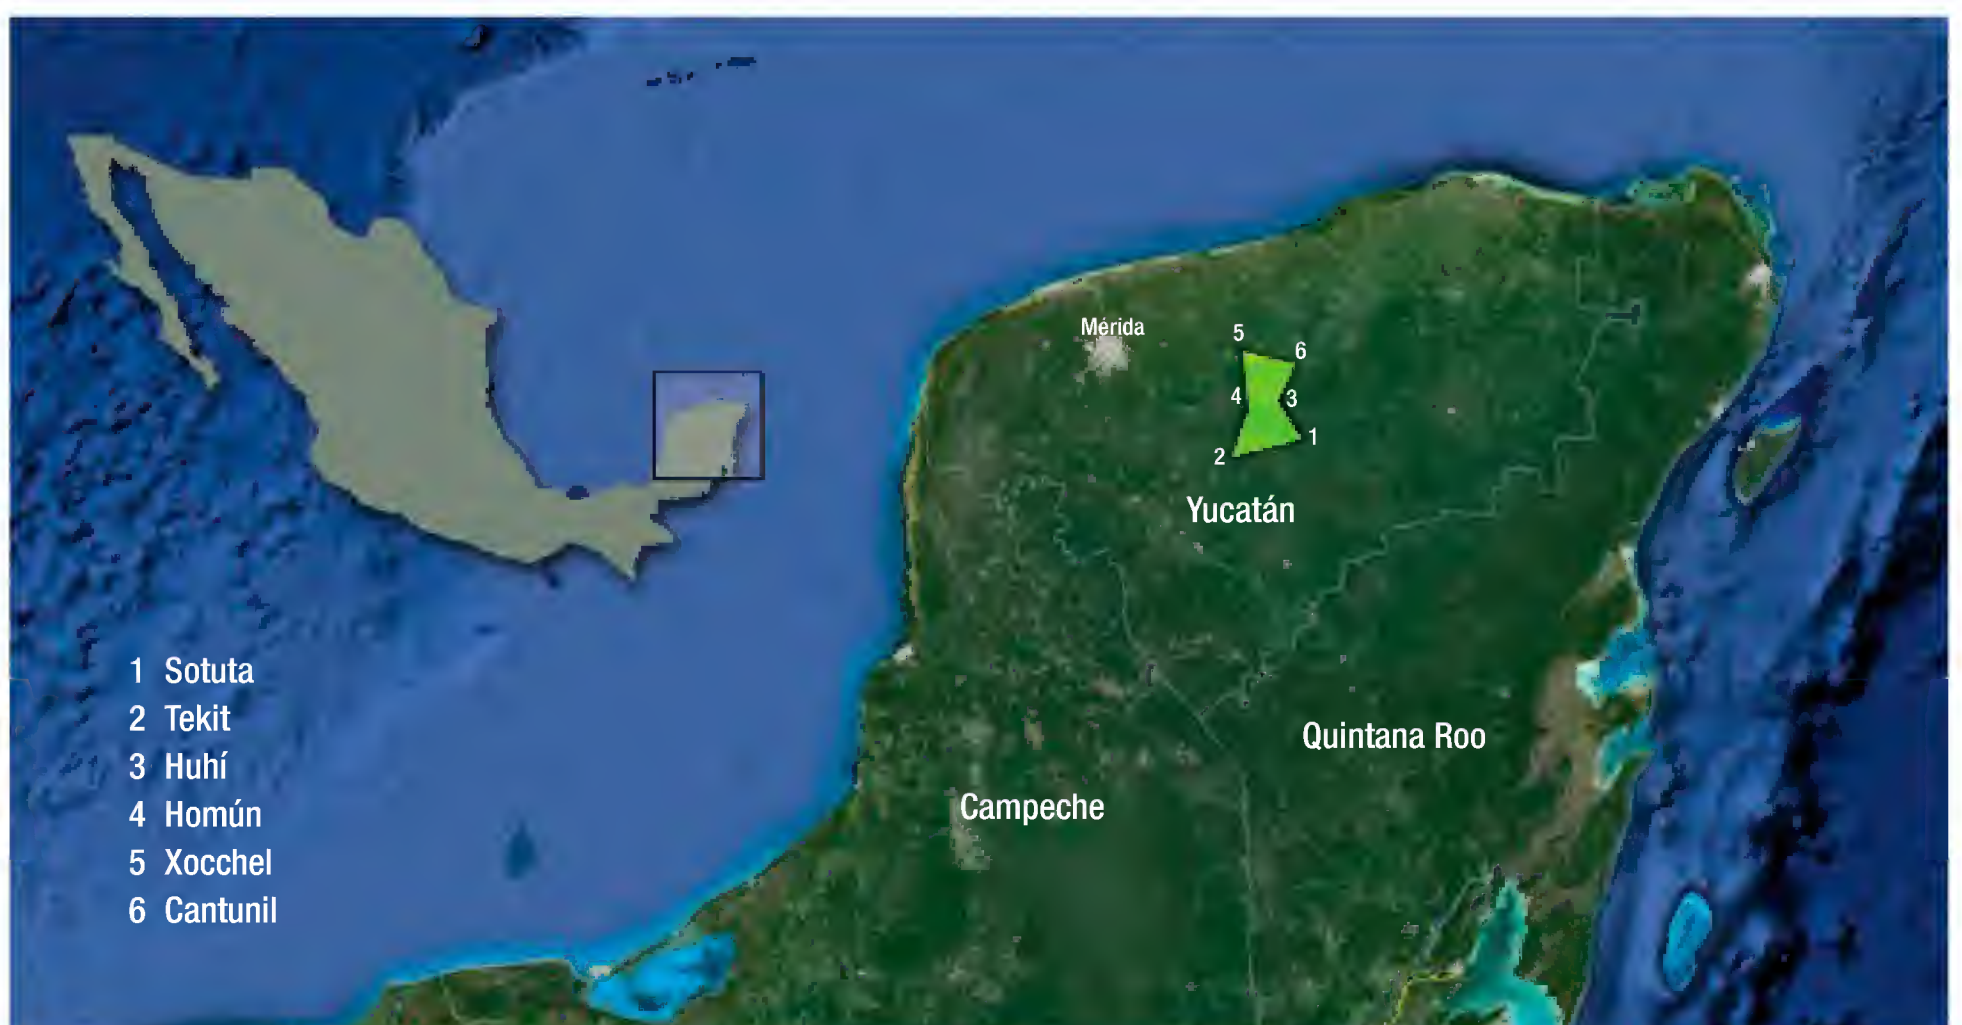 Mérida
5
6
4
3
1
2
Yucatán
Quintana Roo
Campeche
1 Sotuta
2 Tekit
3 Huhí
4 Homún
5 Xocchel
6 Cantunil